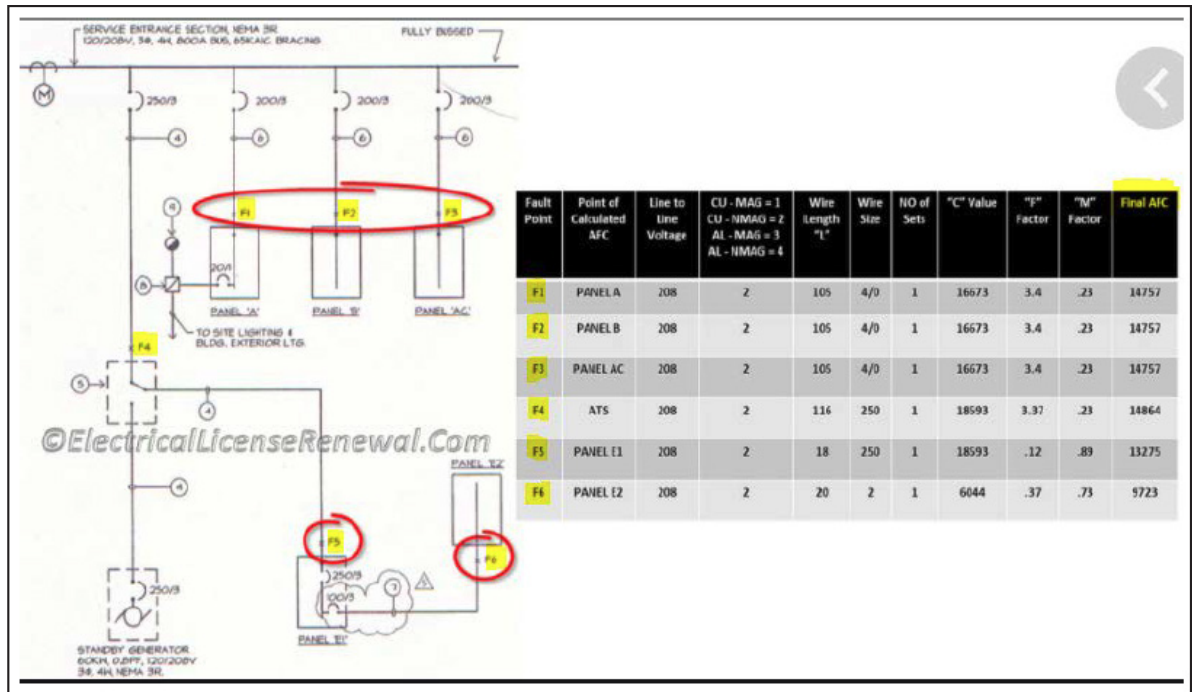 SERVICE ENTRANCE SECTION, NEMA 3R
120/208V, 3Φ, 4W, 800A BUS, 65KAIC BRACING
FULLY BUSSED
M
250/3
200/3
200/3
200/3
4
6
6
6
9
F1
F2
F3
20/1
8
PANEL 'A'
PANEL 'B'
PANEL 'AC'
TO SITE LIGHTING &
BLDG. EXTERIOR LTG.
F4
5
4
©ElectricalLicenseRenewal.Com
PANEL 'E2'
4
F5
F6
250/3
100/3
7
250/3
PANEL 'E1'
STANDBY GENERATOR
60KW, 0.8PF, 120/208V
3Φ, 4W, NEMA 3R.
Fault Point | Point of Calculated AFC | Line to Line Voltage | CU - MAG = 1 CU - NMAG = 2 AL - MAG = 3 AL - NMAG = 4 | Wire Length "L" | Wire Size | NO of Sets | "C" Value | "F" Factor | "M" Factor | Final AFC
F1 PANEL A 208 2 105 4/0 1 16673 3.4 .23 14757
F2 PANEL B 208 2 105 4/0 1 16673 3.4 .23 14757
F3 PANEL AC 208 2 105 4/0 1 16673 3.4 .23 14757
F4 ATS 208 2 116 250 1 18593 3.37 .23 14864
F5 PANEL E1 208 2 18 250 1 18593 .12 .89 13275
F6 PANEL E2 208 2 20 2 1 6044 .37 .73 9723